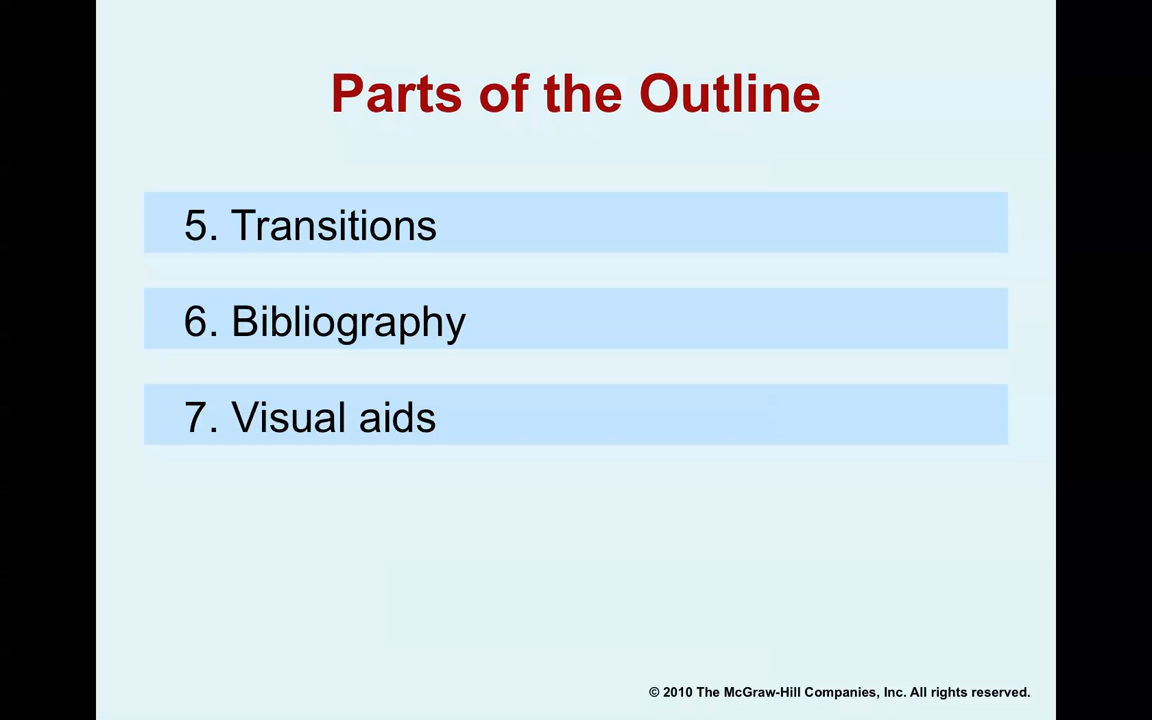 Parts of the Outline
5. Transitions
6. Bibliography
7. Visual aids
© 2010 The McGraw-Hill Companies, Inc. All rights reserved.